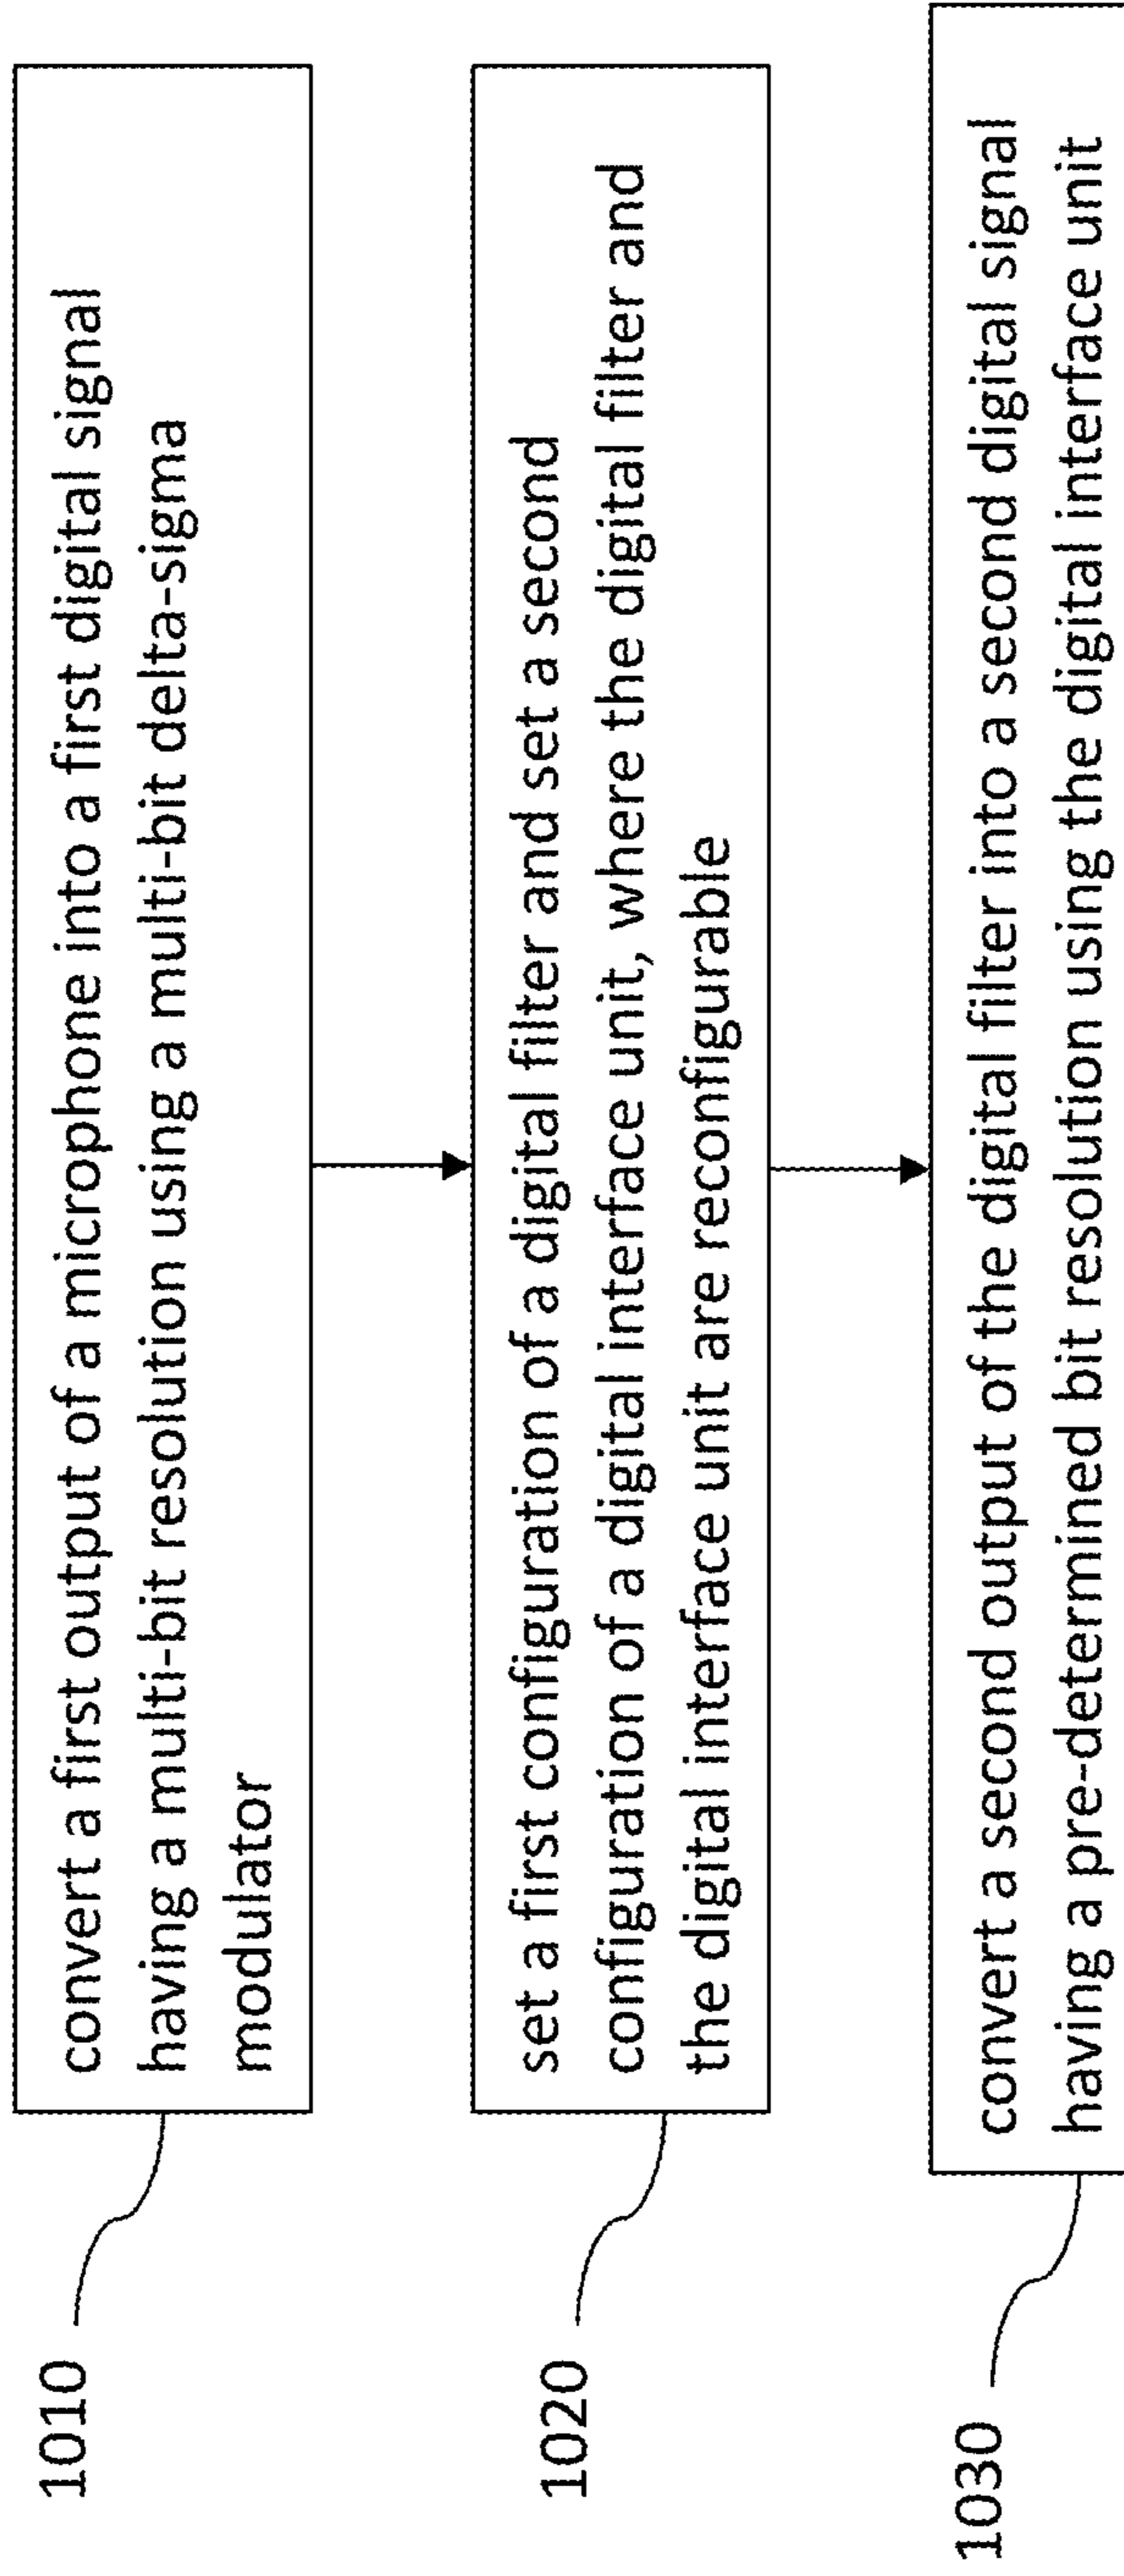 1010
convert a first output of a microphone into a first digital signal
having a multi-bit resolution using a multi-bit delta-sigma
modulator
1020
set a first configuration of a digital filter and set a second
configuration of a digital interface unit, where the digital filter and
the digital interface unit are reconfigurable
1030
convert a second output of the digital filter into a second digital signal
having a pre-determined bit resolution using the digital interface unit